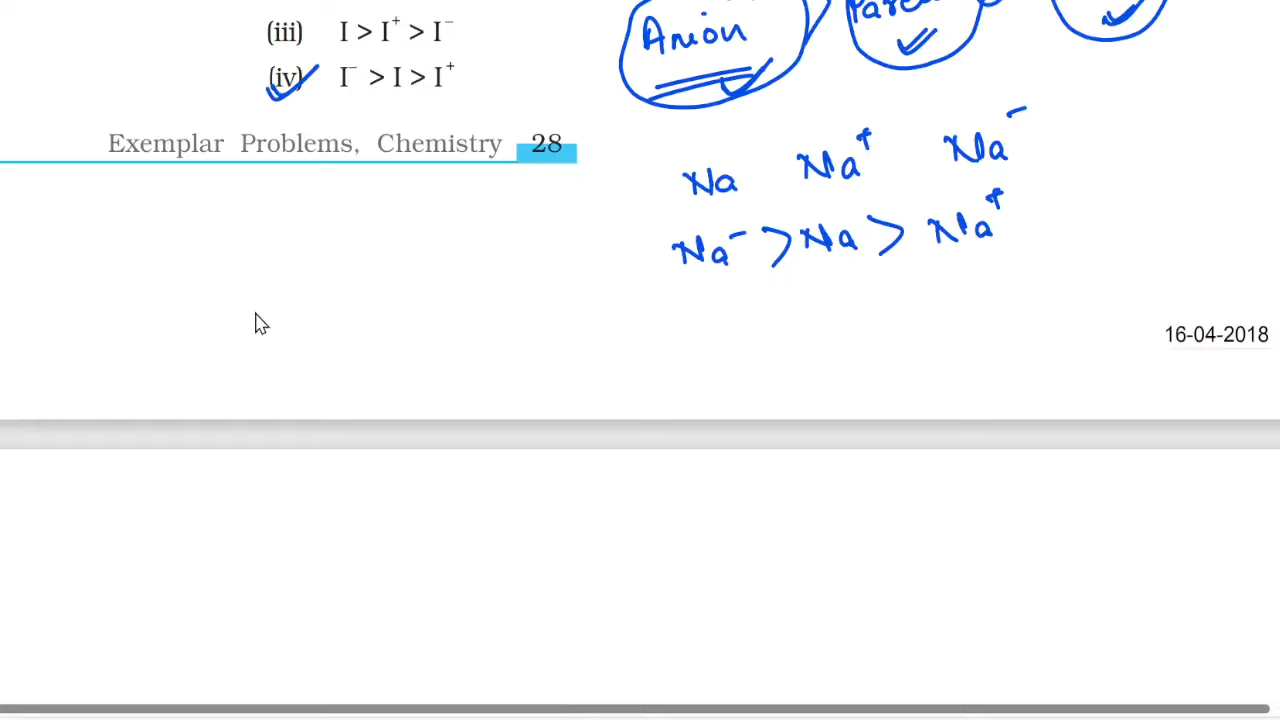 (iii) I > I⁺ > I⁻
(iv) I⁻ > I > I⁺
Anion
Exemplar Problems, Chemistry 28
Na Na⁺ Na⁻
Na⁻ > Na > Na⁺
16-04-2018